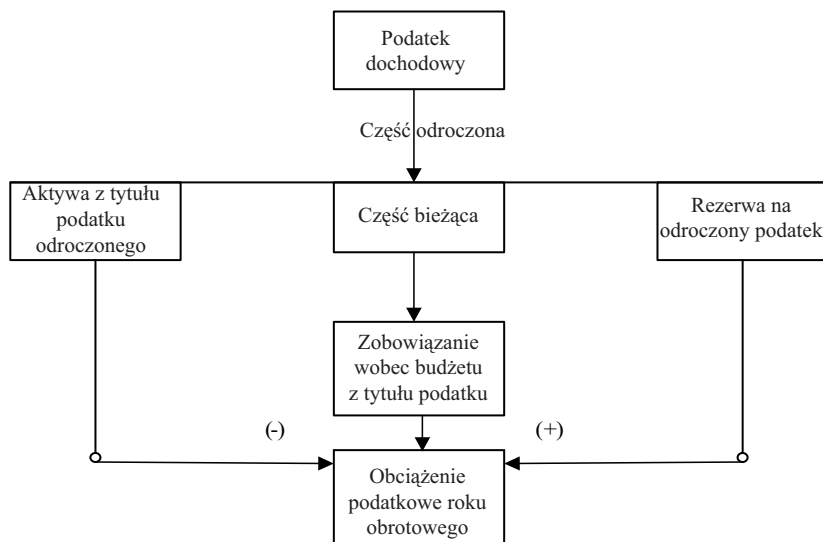 Podatek
dochodowy
Część odroczona
Aktywa z tytułu
podatku
odroczonego
Część bieżąca
Rezerwa na
odroczony podatek
Zobowiązanie
wobec budżetu
z tytułu podatku
(-)
(+)
Obciążenie
podatkowe roku
obrotowego